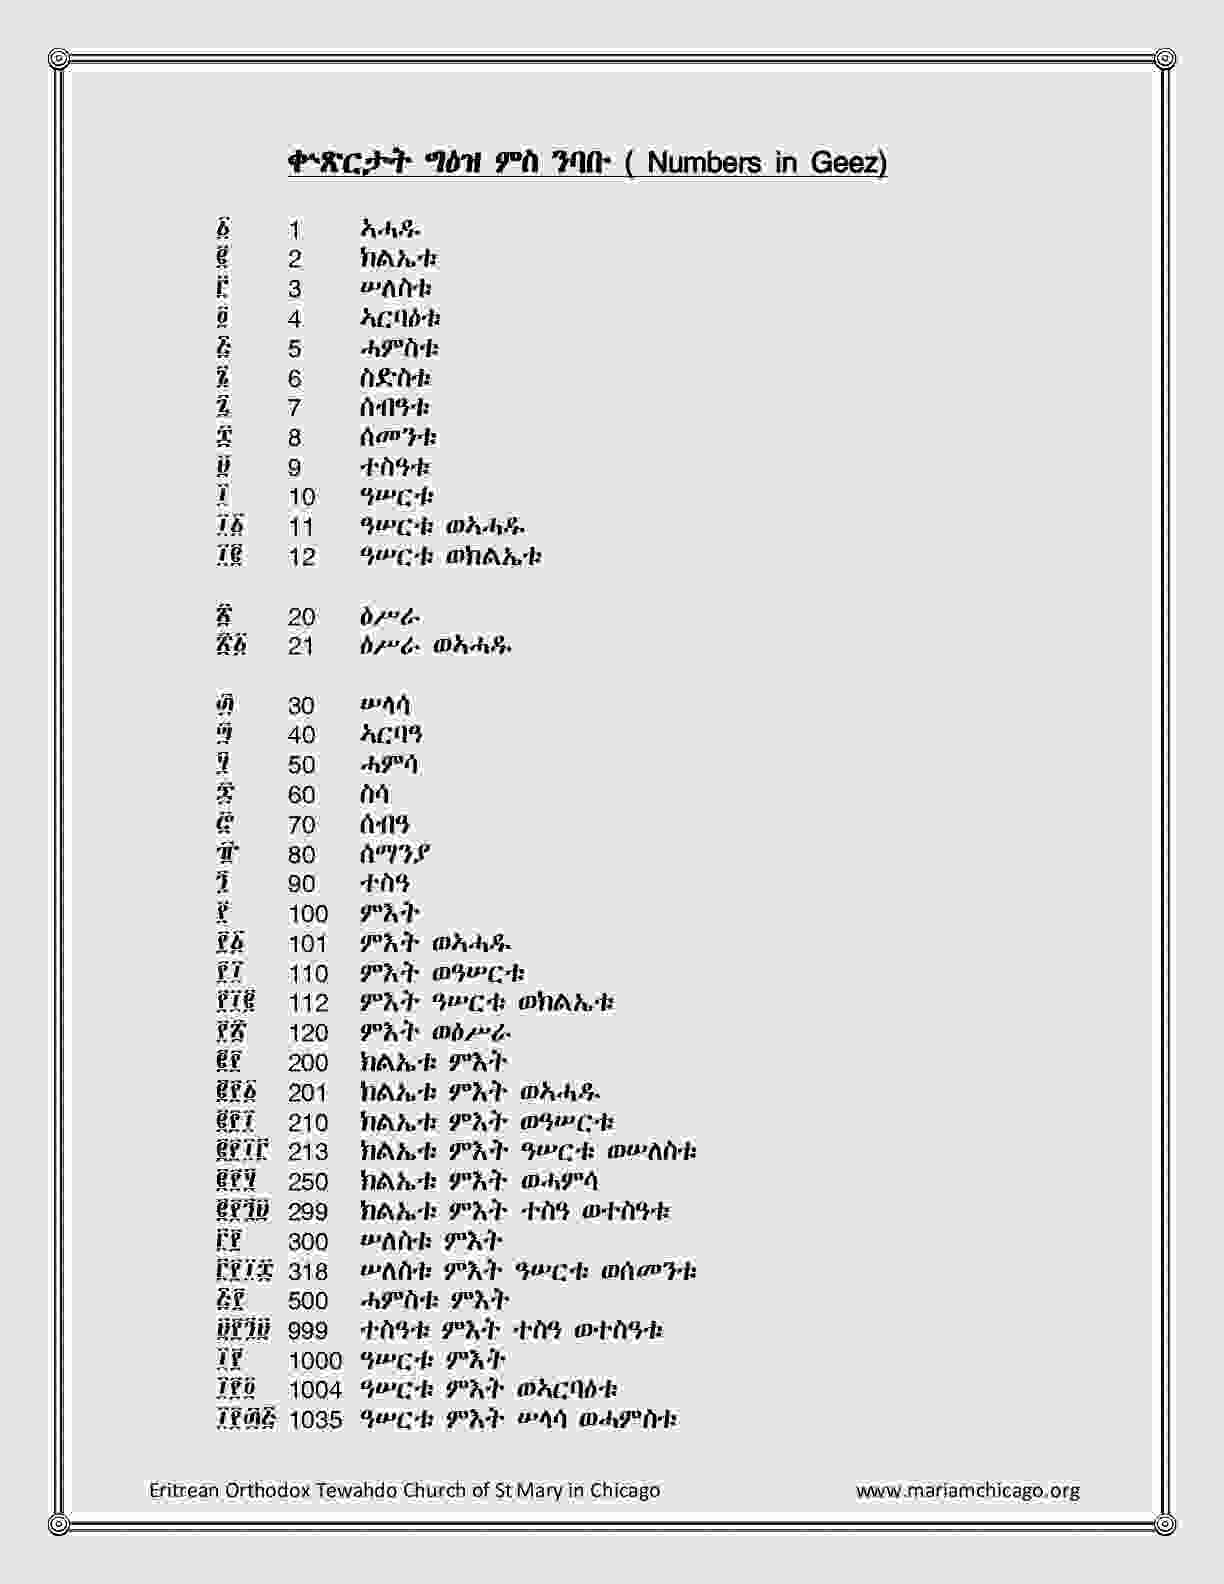 ቍጽርታት ግዕዝ ምስ ንባቡ ( Numbers in Geez)
፩ 1 ኣሓዱ
፪ 2 ክልኤቱ
፫ 3 ሠለስቱ
፬ 4 ኣርባዕቱ
፭ 5 ሓምስቱ
፮ 6 ስድስቱ
፯ 7 ሰብዓቱ
፰ 8 ሰመንቱ
፱ 9 ተስዓቱ
፲ 10 ዓሠርቱ
፲፩ 11 ዓሠርቱ ወኣሓዱ
፲፪ 12 ዓሠርቱ ወክልኤቱ
፳ 20 ዕሥራ
፳፩ 21 ዕሥራ ወኣሓዱ
፴ 30 ሠላሳ
፵ 40 ኣርባዓ
፶ 50 ሓምሳ
፷ 60 ስሳ
፸ 70 ሰብዓ
፹ 80 ሰማንያ
፺ 90 ተስዓ
፻ 100 ምእት
፻፩ 101 ምእት ወኣሓዱ
፻፲ 110 ምእት ወዓሠርቱ
፻፲፪ 112 ምእት ዓሠርቱ ወክልኤቱ
፻፳ 120 ምእት ወዕሥራ
፪፻ 200 ክልኤቱ ምእት
፪፻፩ 201 ክልኤቱ ምእት ወኣሓዱ
፪፻፲ 210 ክልኤቱ ምእት ወዓሠርቱ
፪፻፲፫ 213 ክልኤቱ ምእት ዓሠርቱ ወሠለስቱ
፪፻፶ 250 ክልኤቱ ምእት ወሓምሳ
፪፻፺፱ 299 ክልኤቱ ምእት ተስዓ ወተስዓቱ
፫፻ 300 ሠለስቱ ምእት
፫፻፲፰ 318 ሠለስቱ ምእት ዓሠርቱ ወሰመንቱ
፭፻ 500 ሓምስቱ ምእት
፱፻፺፱ 999 ተስዓቱ ምእት ተስዓ ወተስዓቱ
፲፻ 1000 ዓሠርቱ ምእት
፲፻፬ 1004 ዓሠርቱ ምእት ወኣርባዕቱ
፲፻፴፭ 1035 ዓሠርቱ ምእት ሠላሳ ወሓምስቱ
Eritrean Orthodox Tewahdo Church of St Mary in Chicago www.mariamchicago.org